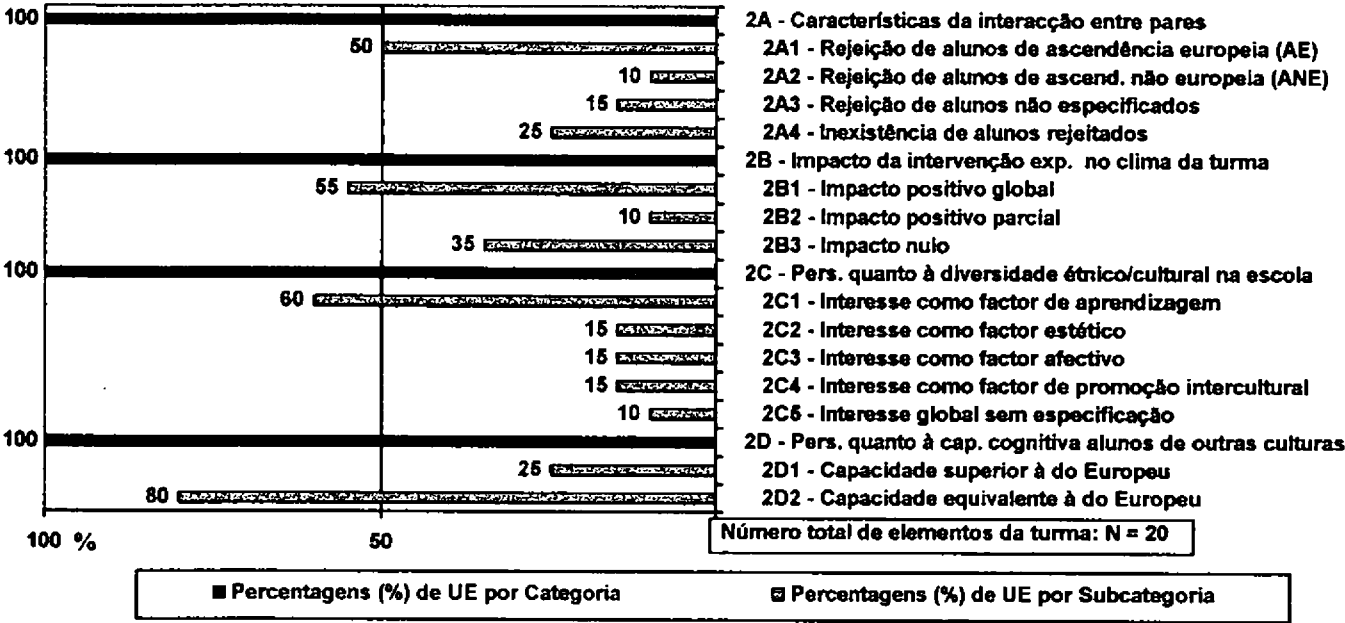 100 2A - Características da interacção entre pares
50 2A1 - Rejeição de alunos de ascendência europeia (AE)
10 2A2 - Rejeição de alunos de ascend. não europeia (ANE)
15 2A3 - Rejeição de alunos não especificados
25 2A4 - Inexistência de alunos rejeitados
100 2B - Impacto da intervenção exp. no clima da turma
55 2B1 - Impacto positivo global
10 2B2 - Impacto positivo parcial
35 2B3 - Impacto nulo
100 2C - Pers. quanto à diversidade étnico/cultural na escola
60 2C1 - Interesse como factor de aprendizagem
15 2C2 - Interesse como factor estético
15 2C3 - Interesse como factor afectivo
15 2C4 - Interesse como factor de promoção intercultural
10 2C5 - Interesse global sem especificação
100 2D - Pers. quanto à cap. cognitiva alunos de outras culturas
25 2D1 - Capacidade superior à do Europeu
80 2D2 - Capacidade equivalente à do Europeu
100 % 50 Número total de elementos da turma: N = 20
Percentagens (%) de UE por Categoria Percentagens (%) de UE por Subcategoria